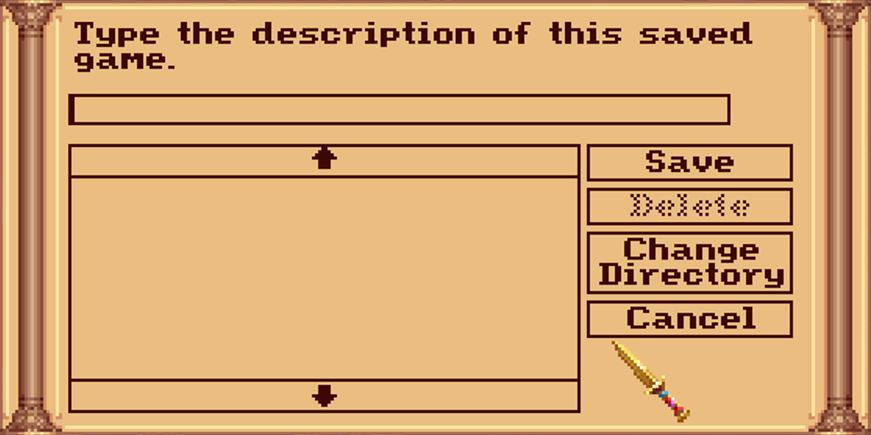 Type the description of this saved
game.
Save
Delete
Change
Directory
Cancel